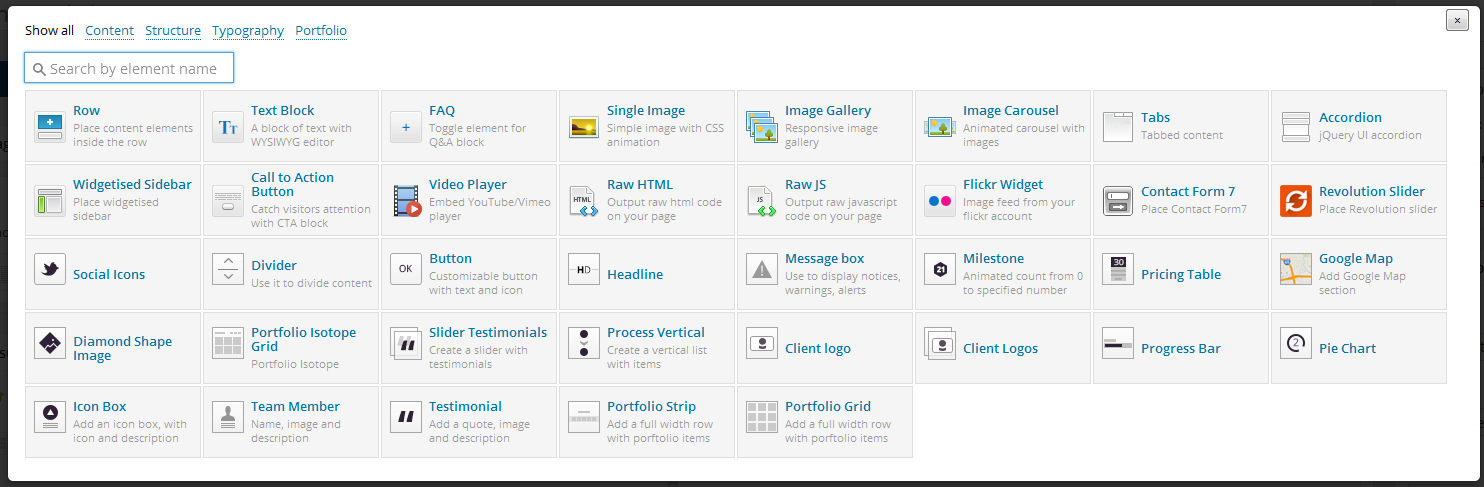 Show all Content Structure Typography Portfolio
×
Search by element name
Row
Place content elements
inside the row
Text Block
A block of text with
WYSIWYG editor
FAQ
Toggle element for
Q&A block
Single Image
Simple image with CSS
animation
Image Gallery
Responsive image
gallery
Image Carousel
Animated carousel with
images
Tabs
Tabbed content
Accordion
jQuery UI accordion
Widgetised Sidebar
Place widgetised
sidebar
Call to Action
Button
Catch visitors attention
with CTA block
Video Player
Embed YouTube/Vimeo
player
HTML
Raw HTML
Output raw html code
on your page
JS
Raw JS
Output raw javascript
code on your page
Flickr Widget
Image feed from your
flickr account
Contact Form 7
Place Contact Form7
Revolution Slider
Place Revolution slider
Social Icons
Divider
Use it to divide content
OK
Button
Customizable button
with text and icon
HD
Headline
Message box
Use to display notices,
warnings, alerts
21
Milestone
Animated count from 0
to specified number
30
Pricing Table
Google Map
Add Google Map
section
Diamond Shape
Image
Portfolio Isotope
Grid
Portfolio Isotope
Slider Testimonials
Create a slider with
testimonials
Process Vertical
Create a vertical list
with items
Client logo
Client Logos
Progress Bar
2
Pie Chart
Icon Box
Add an icon box, with
icon and description
Team Member
Name, image and
description
Testimonial
Add a quote, image
and description
Portfolio Strip
Add a full width row
with porftolio items
Portfolio Grid
Add a full width row
with porftolio items